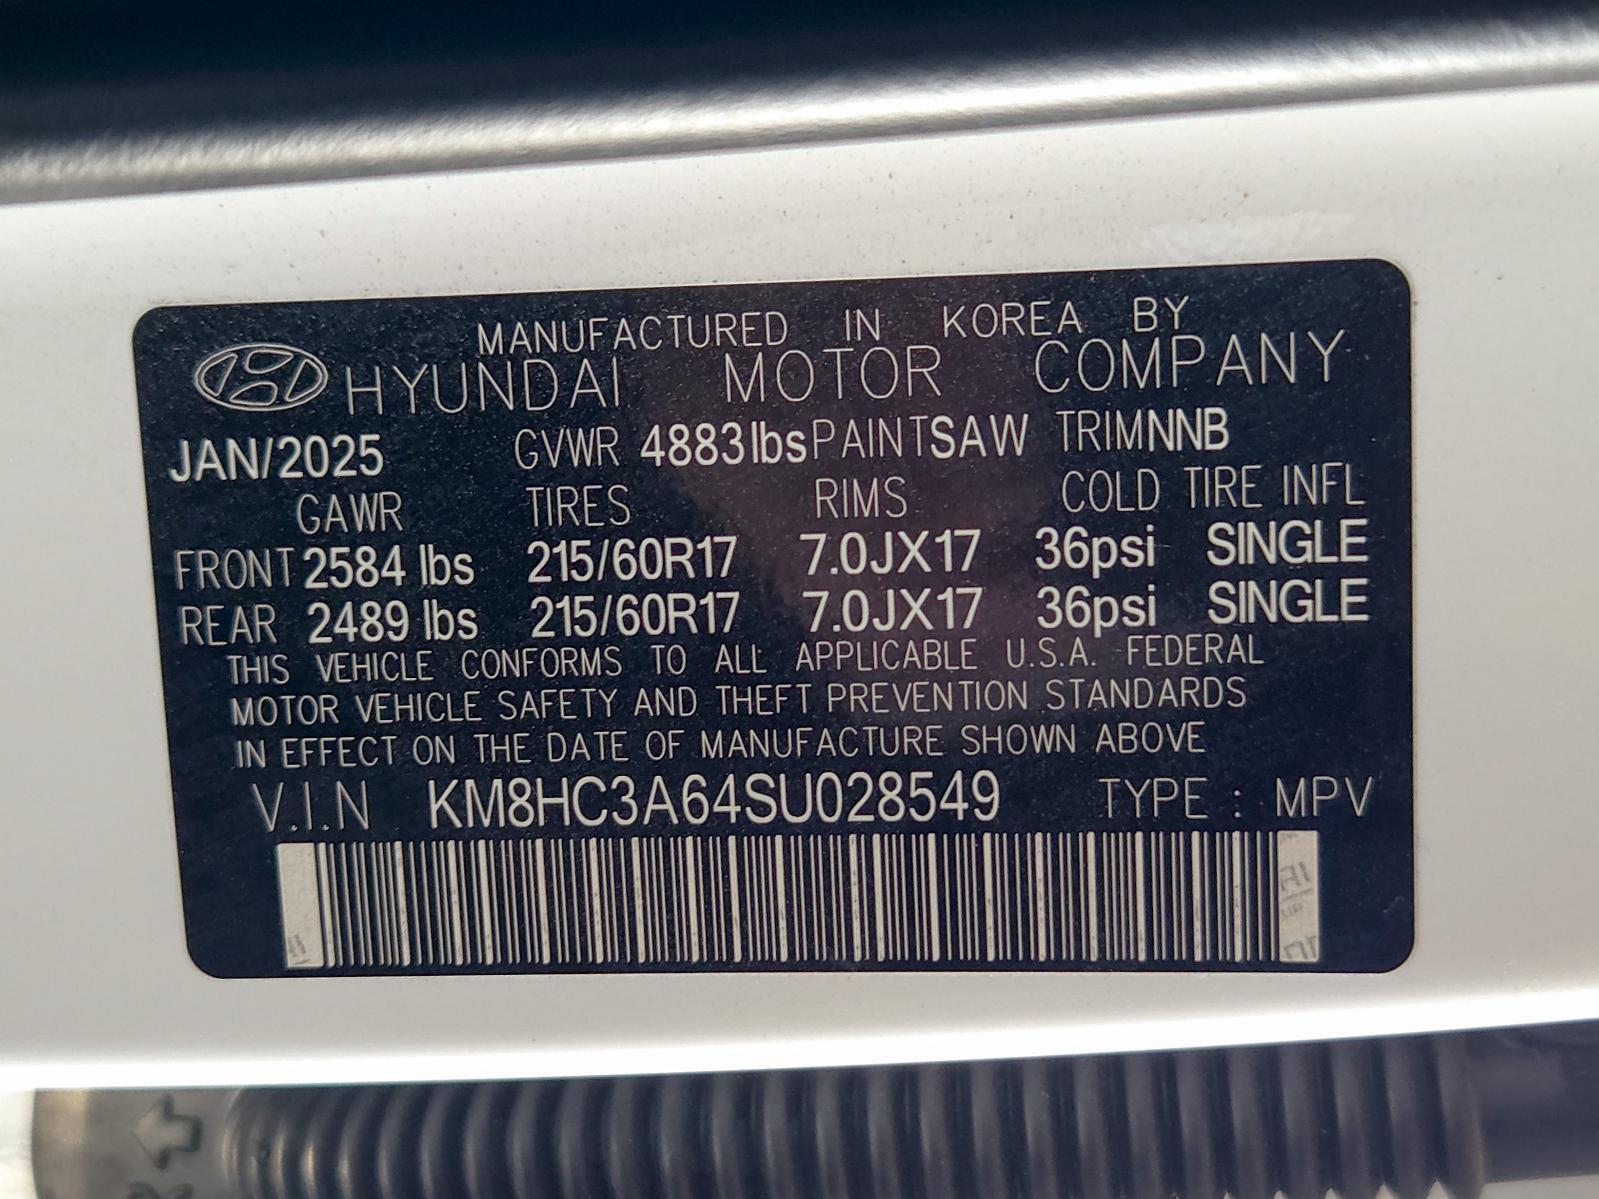 MANUFACTURED IN KOREA BY
HYUNDAI MOTOR COMPANY
JAN/2025 GVWR 4883lbs PAINT SAW TRIM NNB
GAWR TIRES RIMS COLD TIRE INFL
FRONT 2584 lbs 215/60R17 7.0JX17 36psi SINGLE
REAR 2489 lbs 215/60R17 7.0JX17 36psi SINGLE
THIS VEHICLE CONFORMS TO ALL APPLICABLE U.S.A. FEDERAL
MOTOR VEHICLE SAFETY AND THEFT PREVENTION STANDARDS
IN EFFECT ON THE DATE OF MANUFACTURE SHOWN ABOVE
V.I.N KM8HC3A64SU028549 TYPE : MPV